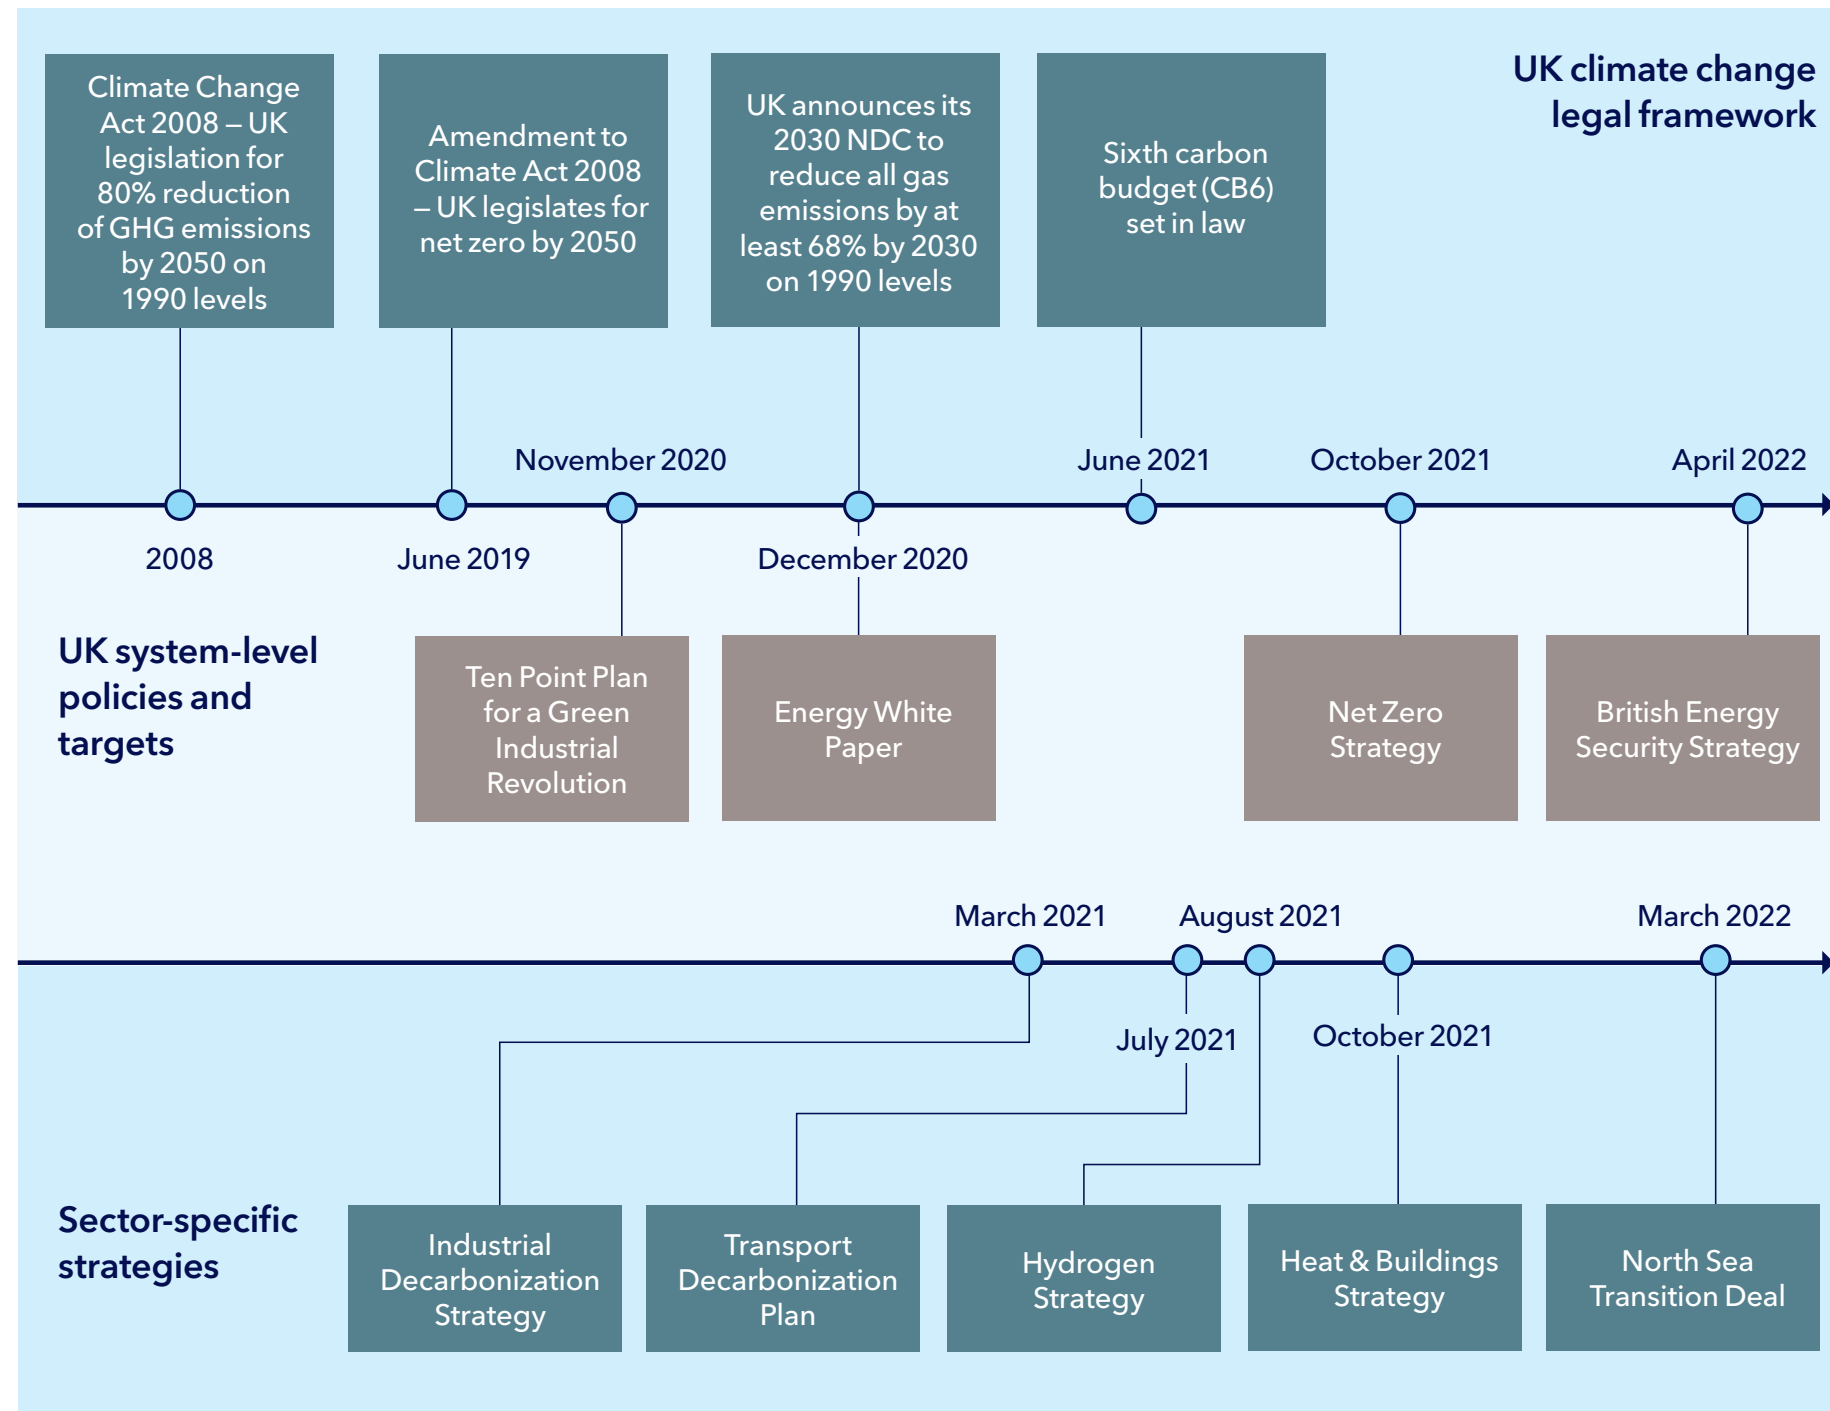 UK climate change
legal framework
Climate Change
Act 2008 – UK
legislation for
80% reduction
of GHG emissions
by 2050 on
1990 levels
Amendment to
Climate Act 2008
– UK legislates for
net zero by 2050
UK announces its
2030 NDC to
reduce all gas
emissions by at
least 68% by 2030
on 1990 levels
Sixth carbon
budget (CB6)
set in law
November 2020
June 2021
October 2021
April 2022
2008
June 2019
December 2020
UK system-level
policies and
targets
Ten Point Plan
for a Green
Industrial
Revolution
Energy White
Paper
Net Zero
Strategy
British Energy
Security Strategy
March 2021
August 2021
March 2022
July 2021
October 2021
Sector-specific
strategies
Industrial
Decarbonization
Strategy
Transport
Decarbonization
Plan
Hydrogen
Strategy
Heat & Buildings
Strategy
North Sea
Transition Deal